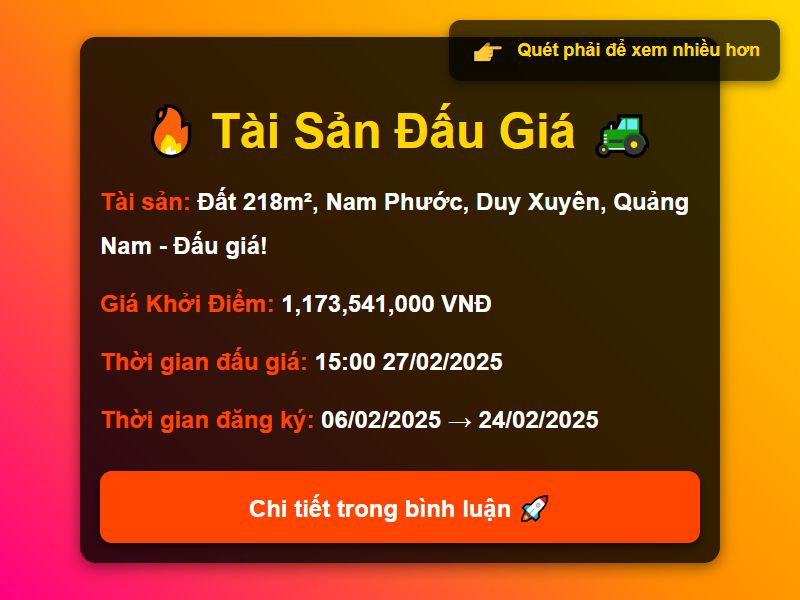 👉 Quét phải để xem nhiều hơn
🔥 Tài Sản Đấu Giá 🚜
Tài sản: Đất 218m², Nam Phước, Duy Xuyên, Quảng
Nam - Đấu giá!
Giá Khởi Điểm: 1,173,541,000 VNĐ
Thời gian đấu giá: 15:00 27/02/2025
Thời gian đăng ký: 06/02/2025 → 24/02/2025
Chi tiết trong bình luận 🚀